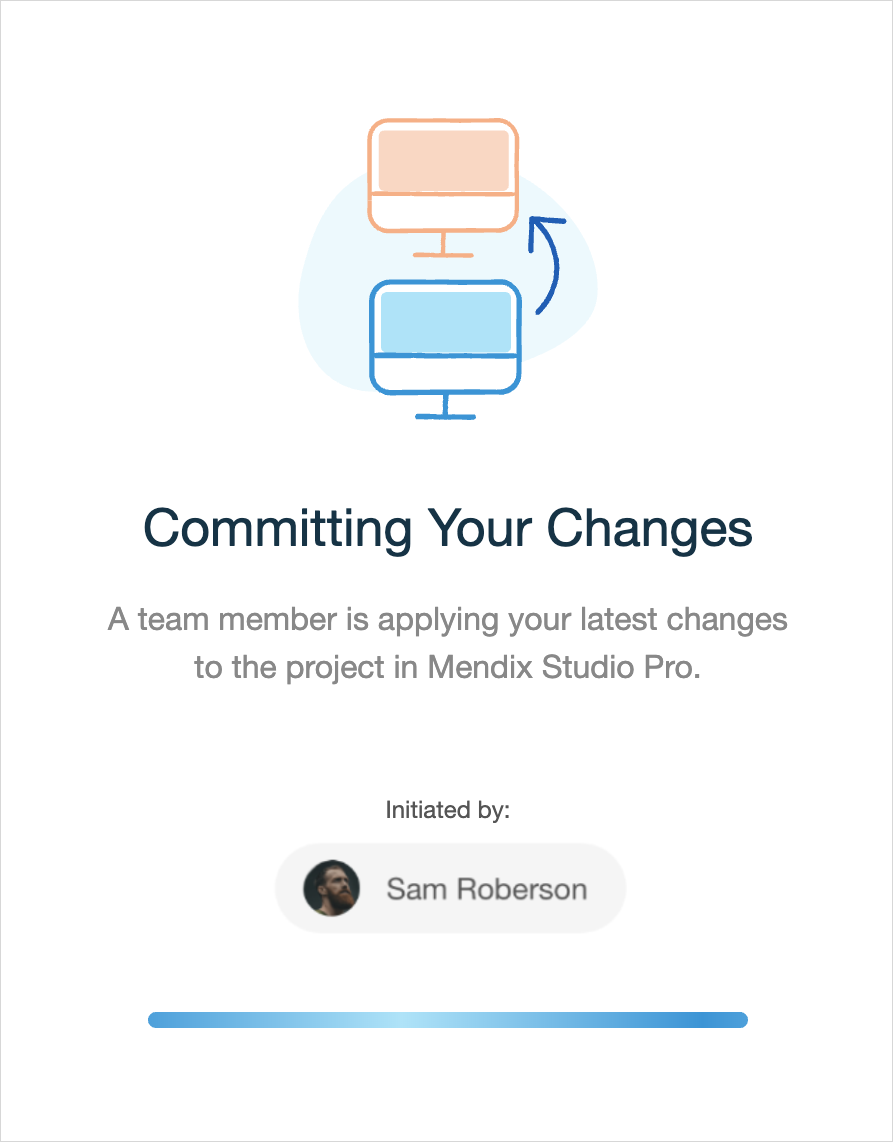 Committing Your Changes
A team member is applying your latest changes
to the project in Mendix Studio Pro.
Initiated by:
Sam Roberson